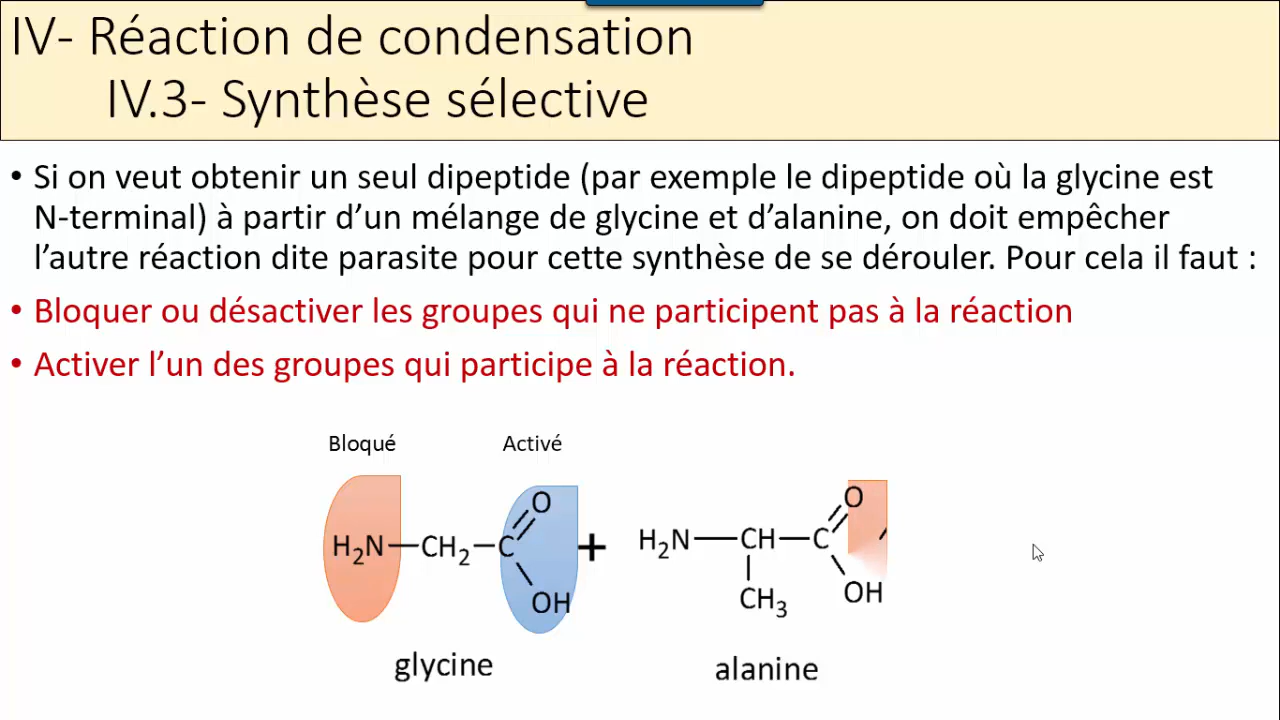 IV- Réaction de condensation
IV.3- Synthèse sélective
• Si on veut obtenir un seul dipeptide (par exemple le dipeptide où la glycine est
N-terminal) à partir d’un mélange de glycine et d’alanine, on doit empêcher
l’autre réaction dite parasite pour cette synthèse de se dérouler. Pour cela il faut :
• Bloquer ou désactiver les groupes qui ne participent pas à la réaction
• Activer l’un des groupes qui participe à la réaction.
Bloqué Activé
O O
H₂N—CH₂—C + H₂N—CH—C
OH CH₃ OH
glycine alanine